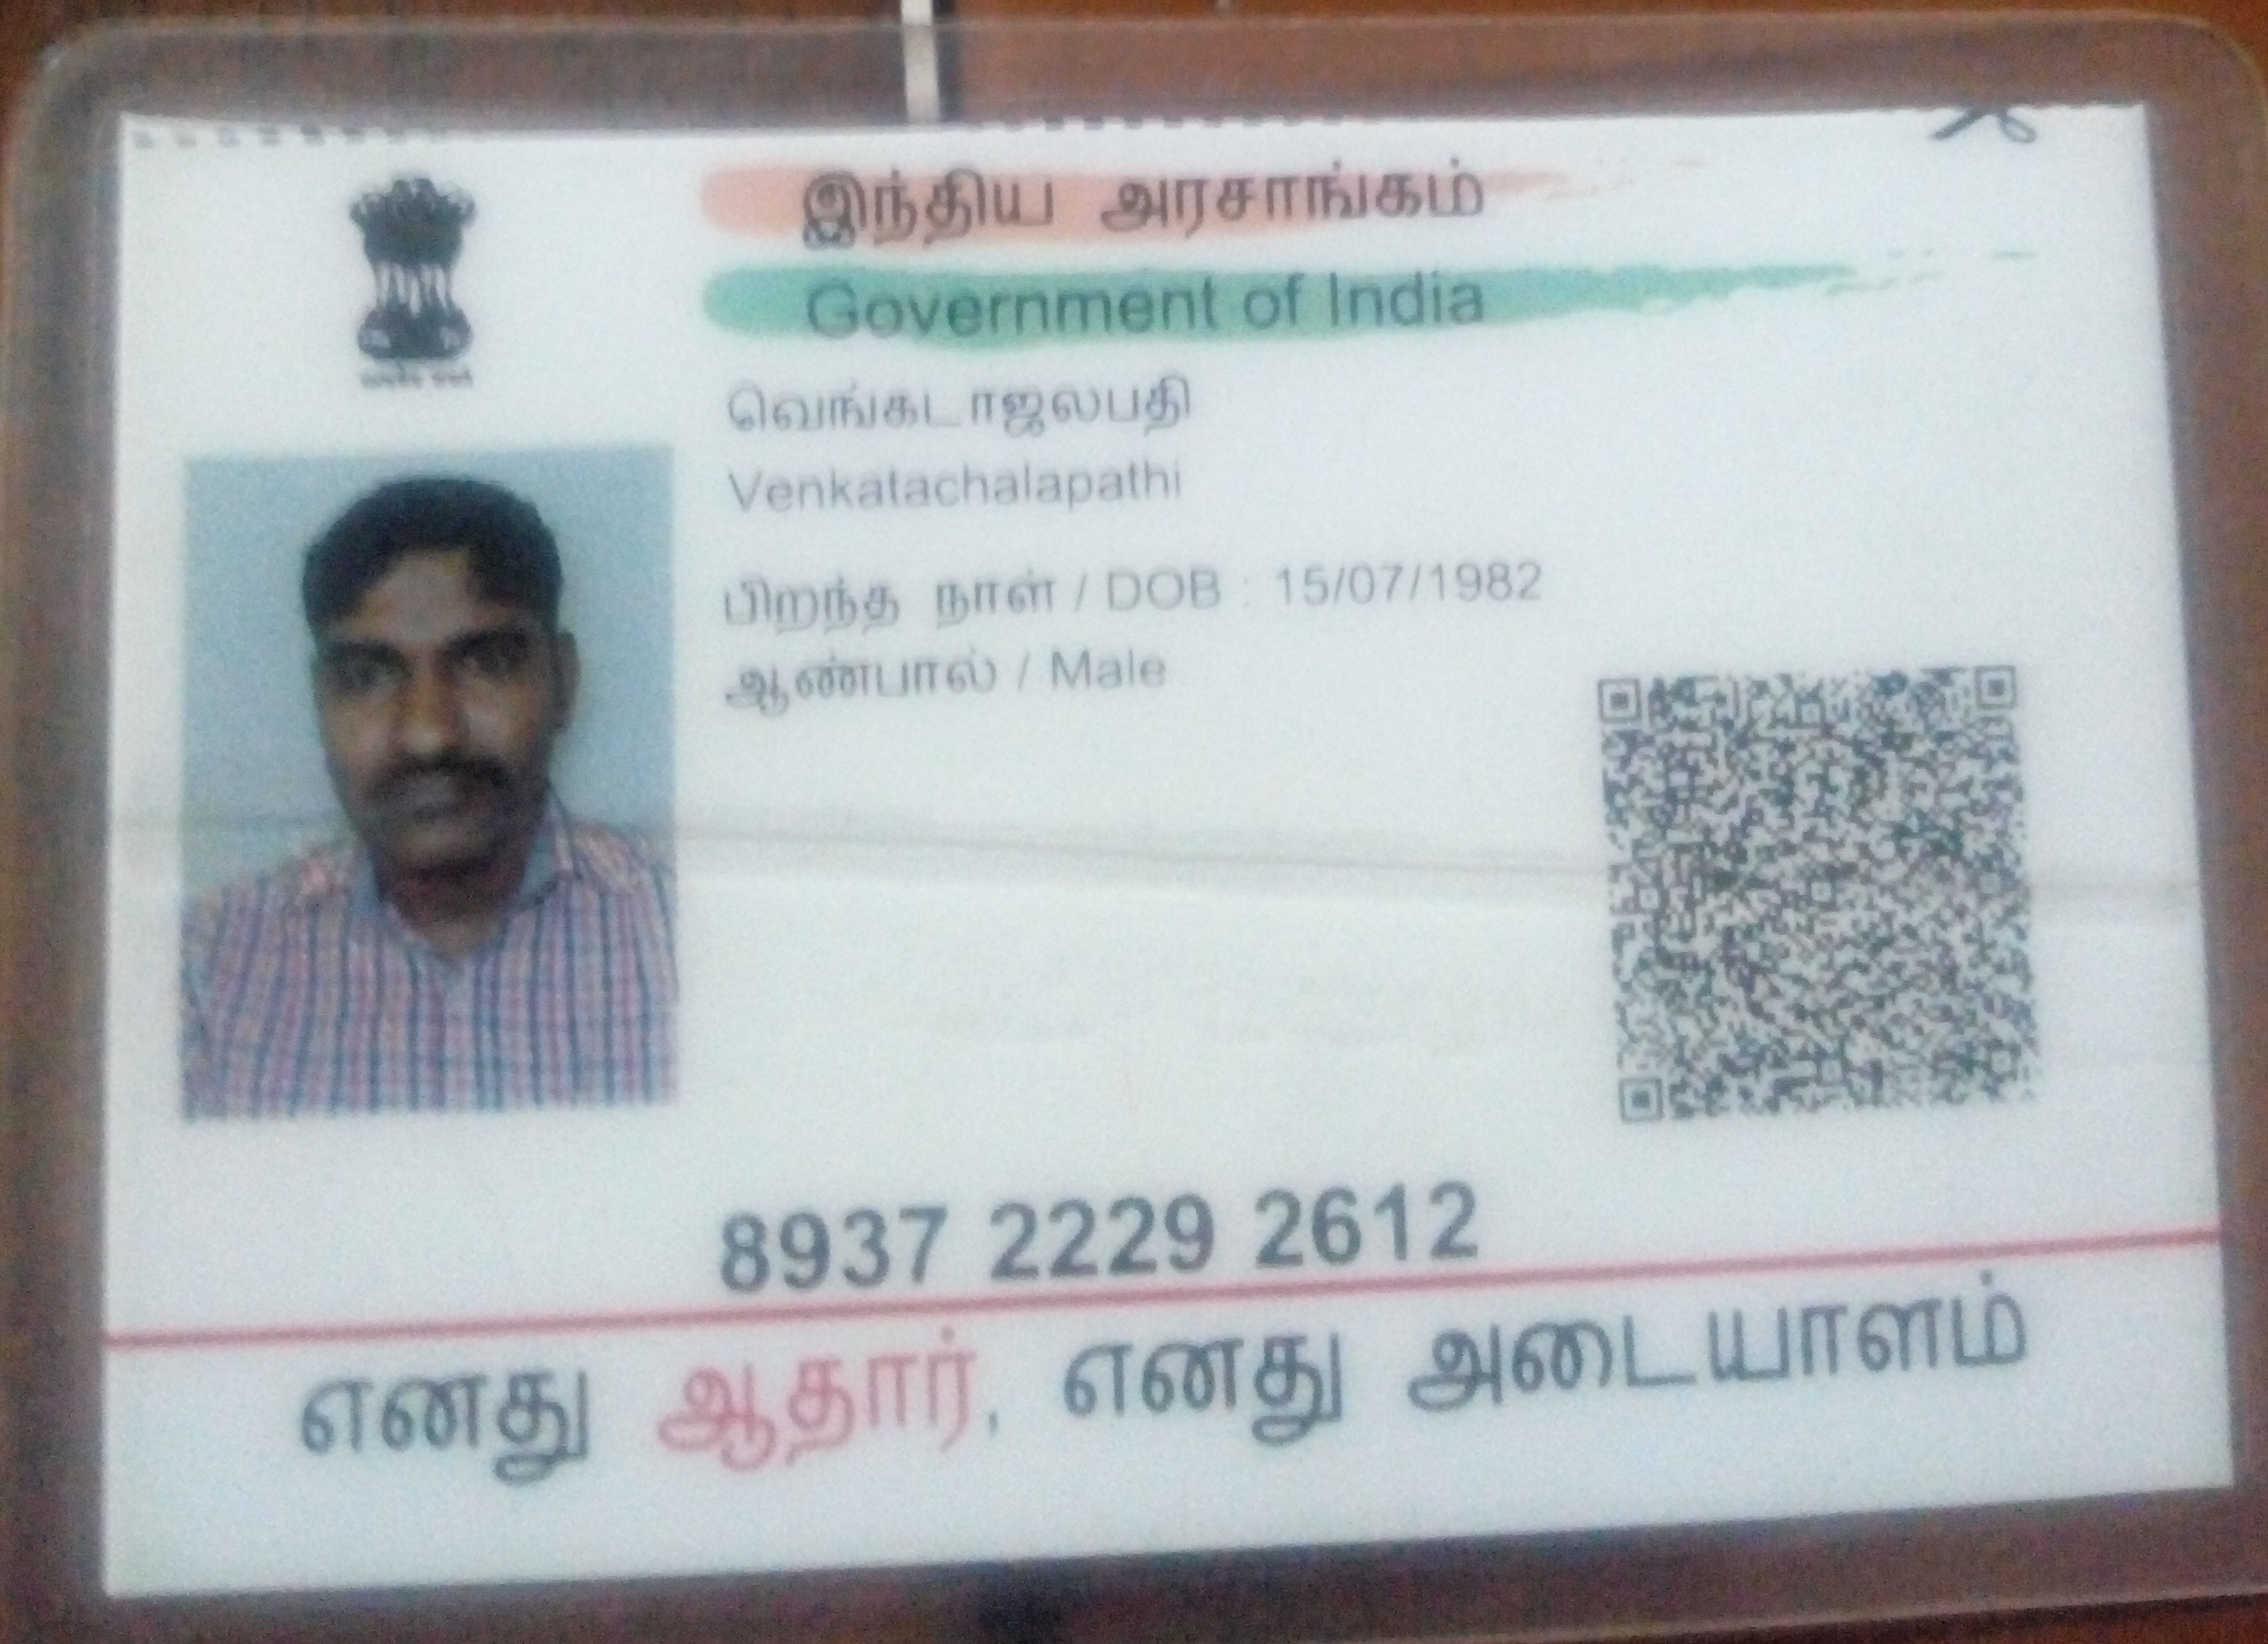 இந்திய அரசாங்கம்
Government of India
வெங்கடாஜலபதி
Venkatachalapathi
பிறந்த நாள் / DOB : 15/07/1982
ஆண்பால் / Male
8937 2229 2612
எனது ஆதார், எனது அடையாளம்